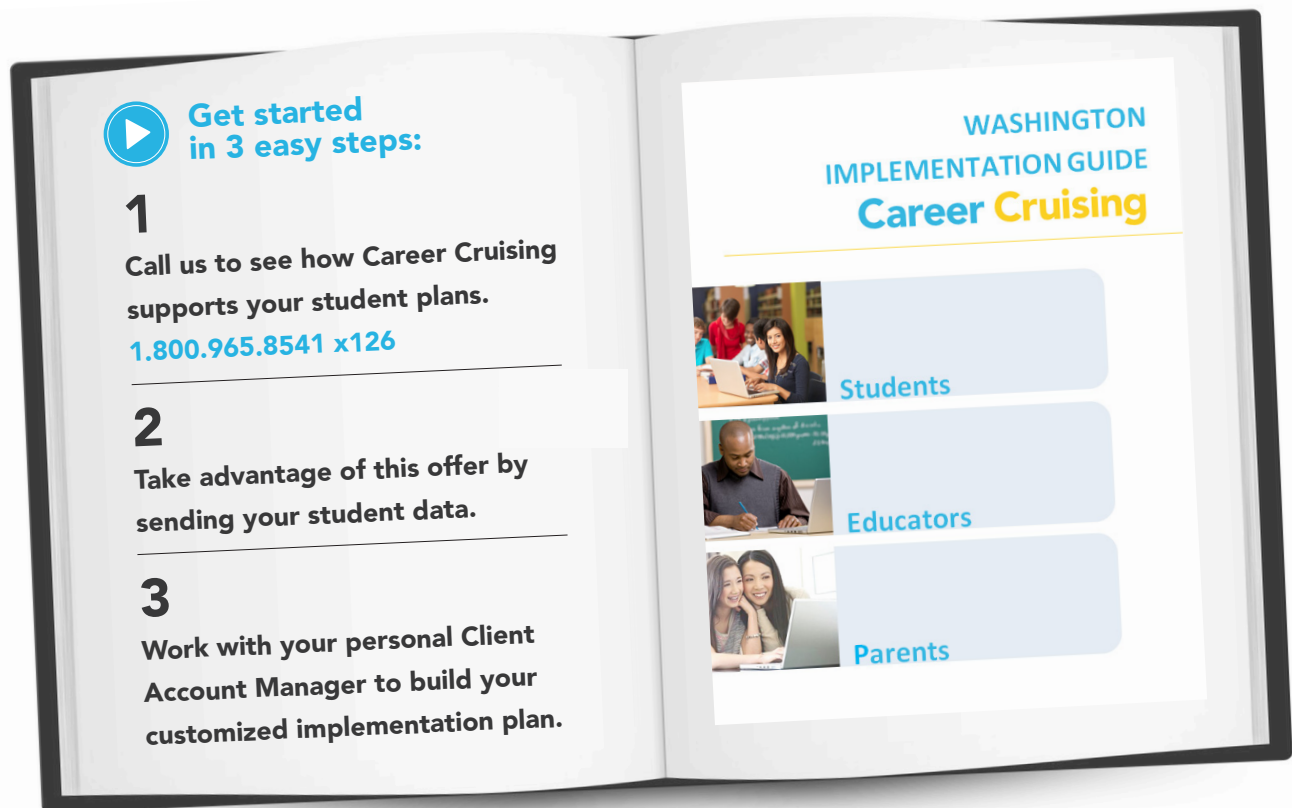 Get started
in 3 easy steps:
1
Call us to see how Career Cruising
supports your student plans.
1.800.965.8541 x126
2
Take advantage of this offer by
sending your student data.
3
Work with your personal Client
Account Manager to build your
customized implementation plan.
WASHINGTON
IMPLEMENTATION GUIDE
Career Cruising
Students
Educators
Parents